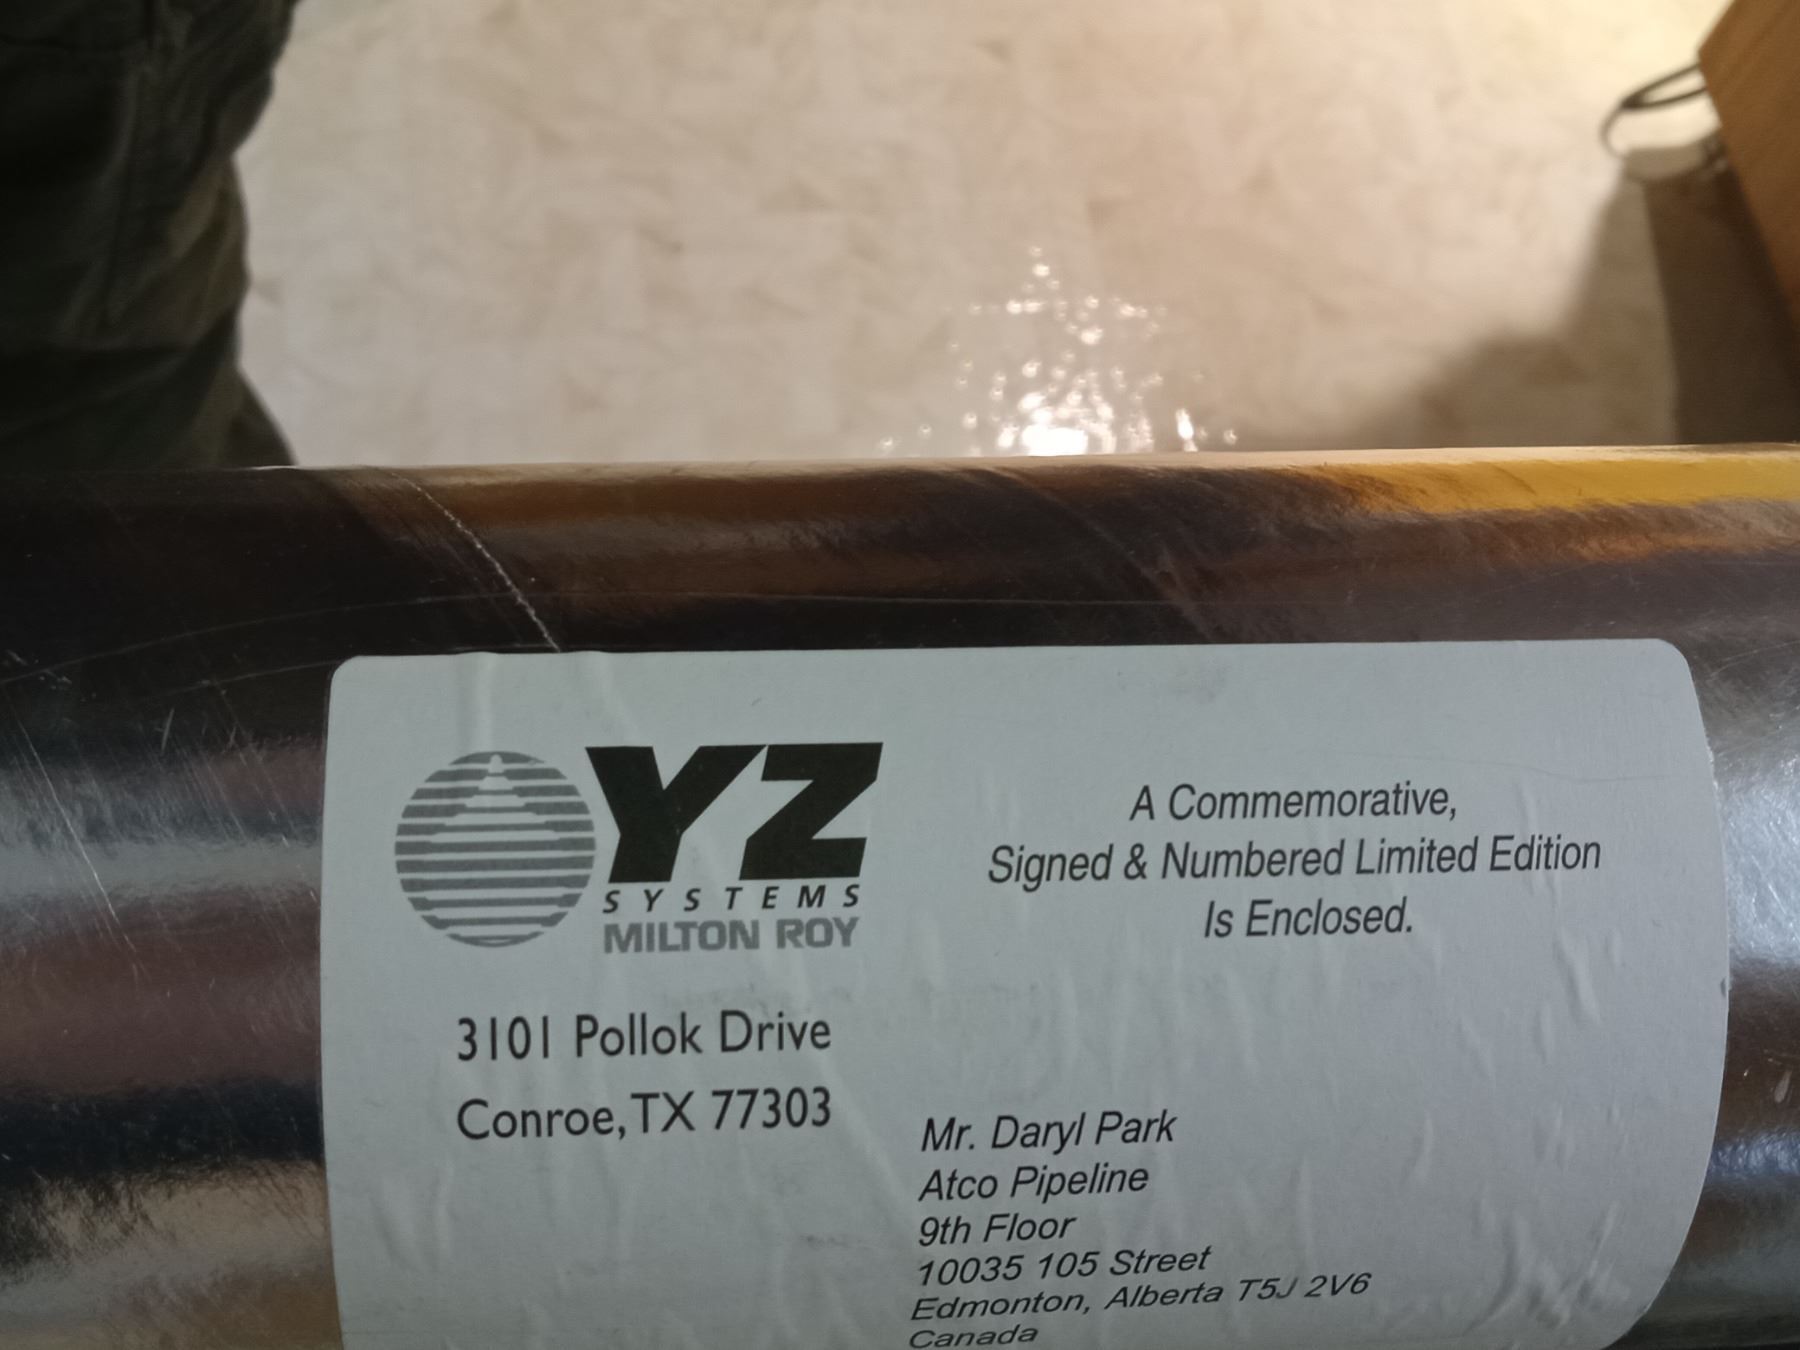 YZ
SYSTEMS
MILTON ROY
3101 Pollok Drive
Conroe, TX 77303
A Commemorative,
Signed & Numbered Limited Edition
Is Enclosed.
Mr. Daryl Park
Atco Pipeline
9th Floor
10035 105 Street
Edmonton, Alberta T5J 2V6
Canada